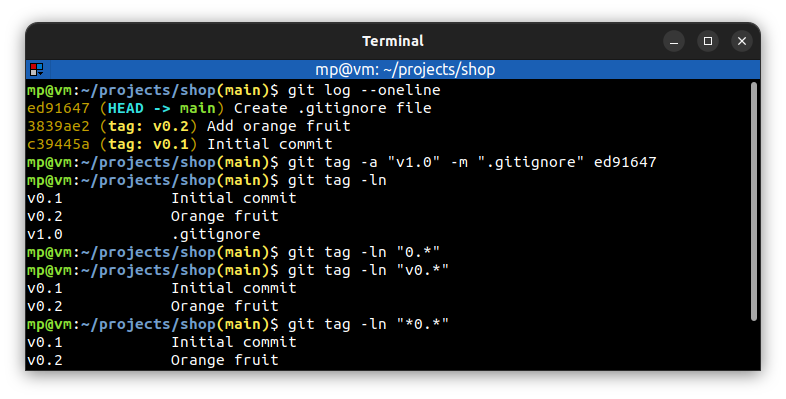 Terminal
mp@vm: ~/projects/shop
mp@vm:~/projects/shop(main)$ git log --oneline
ed91647 (HEAD -> main) Create .gitignore file
3839ae2 (tag: v0.2) Add orange fruit
c39445a (tag: v0.1) Initial commit
mp@vm:~/projects/shop(main)$ git tag -a "v1.0" -m ".gitignore" ed91647
mp@vm:~/projects/shop(main)$ git tag -ln
v0.1            Initial commit
v0.2            Orange fruit
v1.0            .gitignore
mp@vm:~/projects/shop(main)$ git tag -ln "0.*"
mp@vm:~/projects/shop(main)$ git tag -ln "v0.*"
v0.1            Initial commit
v0.2            Orange fruit
mp@vm:~/projects/shop(main)$ git tag -ln "*0.*"
v0.1            Initial commit
v0.2            Orange fruit